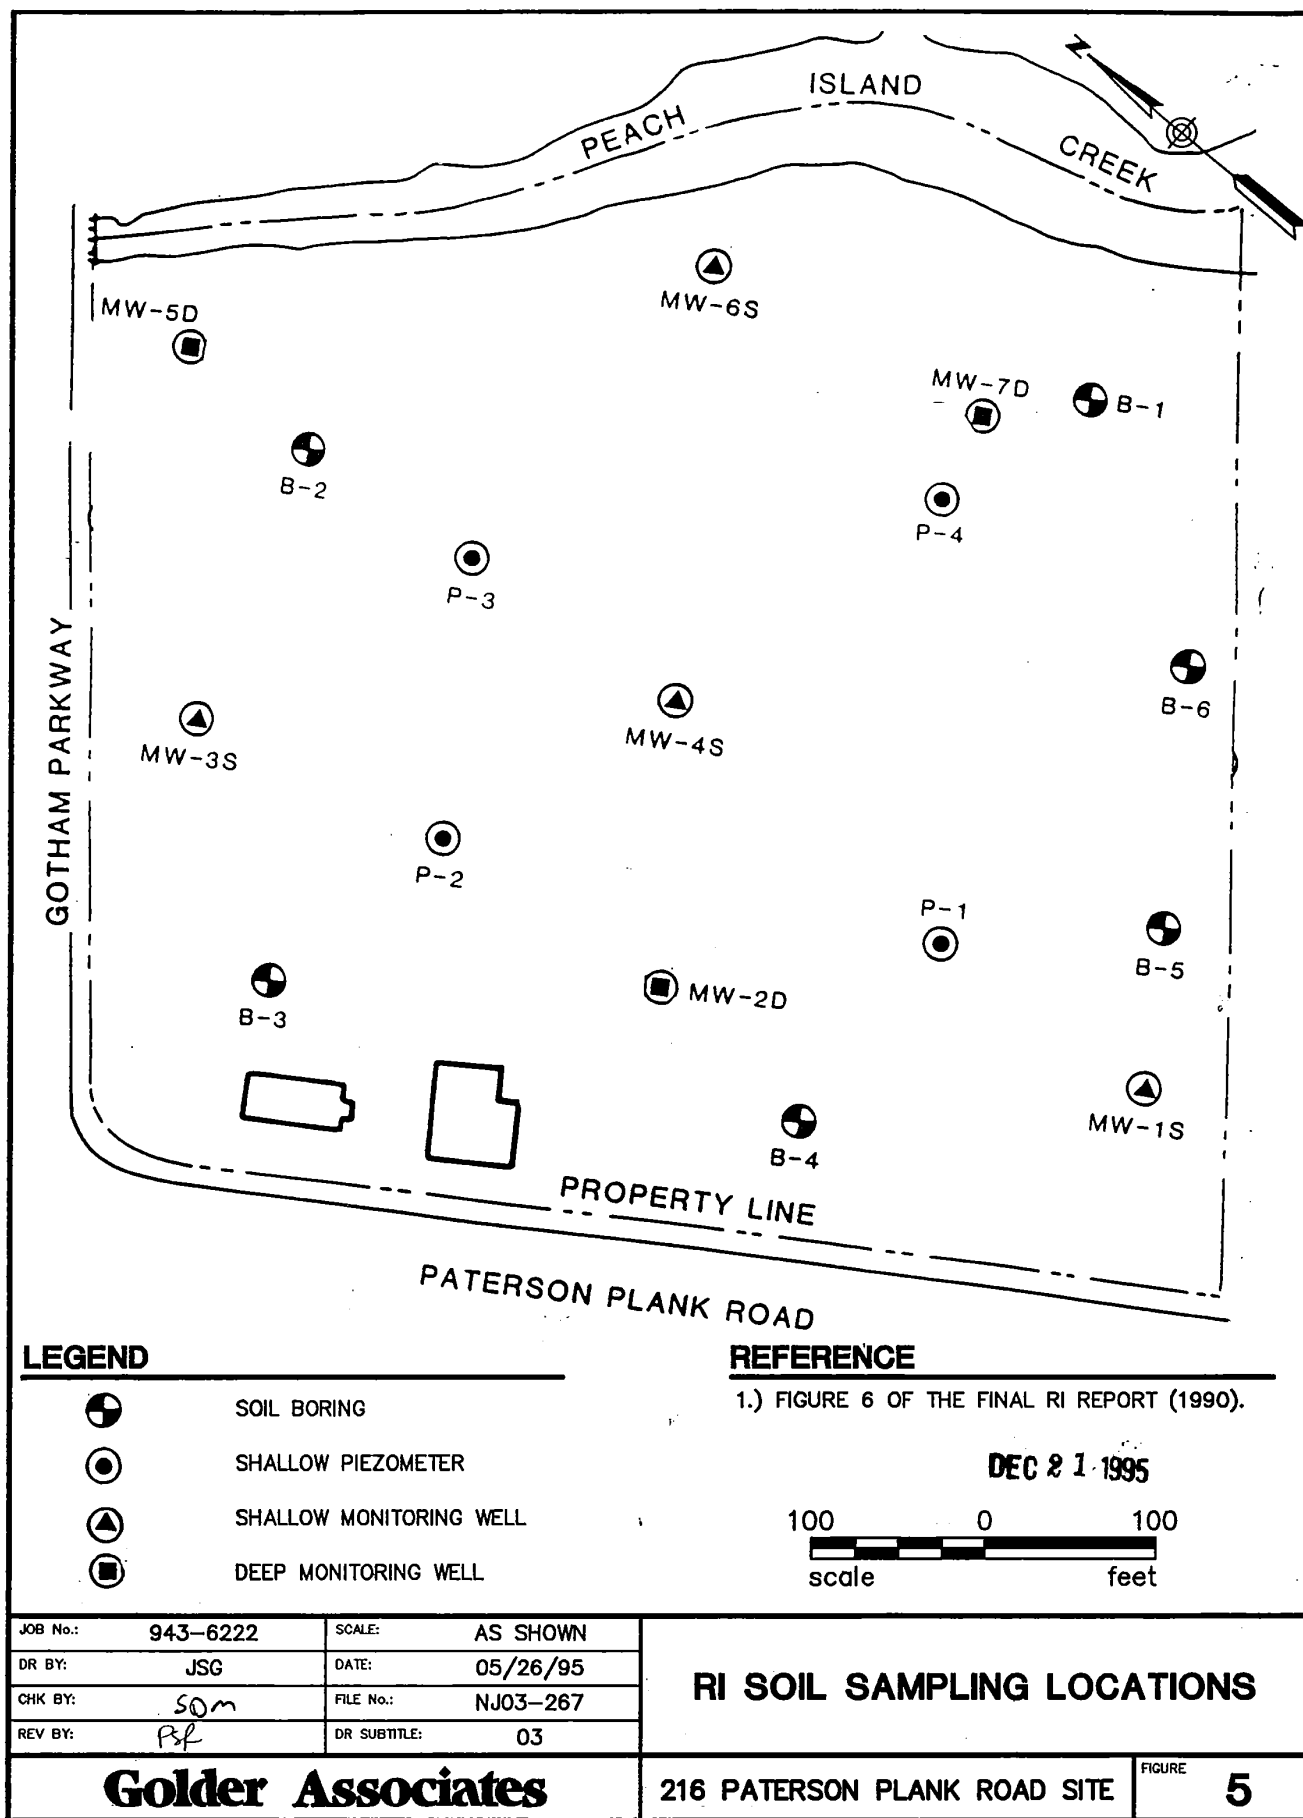 N
ISLAND
PEACH
CREEK
MW-5D
MW-6S
MW-7D
B-1
B-2
P-4
P-3
GOTHAM PARKWAY
B-6
MW-3S
MW-4S
P-2
P-1
B-5
B-3
MW-2D
MW-1S
B-4
PROPERTY LINE
PATERSON PLANK ROAD
LEGEND
SOIL BORING
SHALLOW PIEZOMETER
SHALLOW MONITORING WELL
DEEP MONITORING WELL
REFERENCE
1.) FIGURE 6 OF THE FINAL RI REPORT (1990).
DEC 21 1995
100 0 100
scale feet
JOB No.: 943-6222 SCALE: AS SHOWN
DR BY: JSG DATE: 05/26/95
CHK BY: SDM FILE No.: NJ03-267
REV BY: DR SUBTITLE: 03
RI SOIL SAMPLING LOCATIONS
Golder Associates
216 PATERSON PLANK ROAD SITE
FIGURE 5